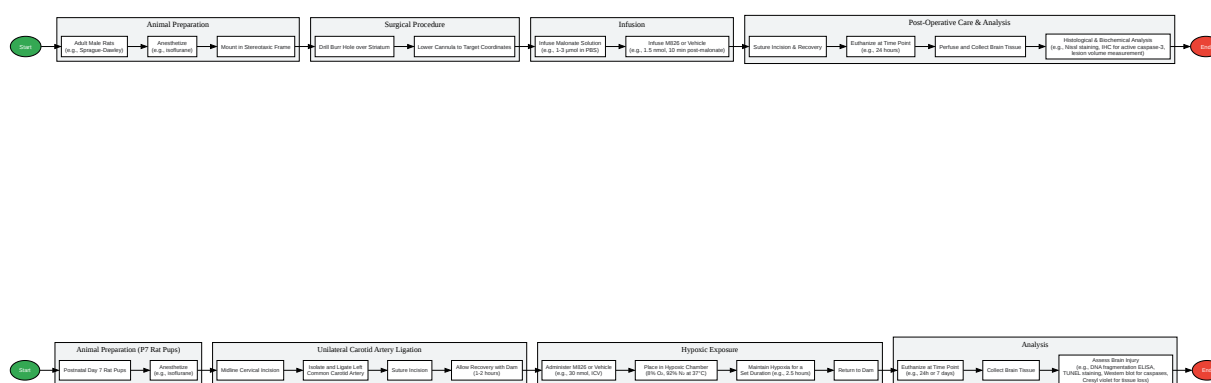 Animal Preparation
Surgical Procedure
Infusion
Post-Operative Care & Analysis
Start
Adult Male Rats
(e.g., Sprague-Dawley)
Anesthetize
(e.g., isoflurane)
Mount in Stereotaxic Frame
Drill Burr Hole over Striatum
Lower Cannula to Target Coordinates
Infuse Malonate Solution
(e.g., 1-3 µmol in PBS)
Infuse M826 or Vehicle
(e.g., 1.5 nmol, 10 min post-malonate)
Suture Incision & Recovery
Euthanize at Time Point
(e.g., 24 hours)
Perfuse and Collect Brain Tissue
Histological & Biochemical Analysis
(e.g., Nissl staining, IHC for active caspase-3,
lesion volume measurement)
End
Animal Preparation (P7 Rat Pups)
Unilateral Carotid Artery Ligation
Hypoxic Exposure
Analysis
Start
Postnatal Day 7 Rat Pups
Anesthetize
(e.g., isoflurane)
Midline Cervical Incision
Isolate and Ligate Left
Common Carotid Artery
Suture Incision
Allow Recovery with Dam
(1-2 hours)
Administer M826 or Vehicle
(e.g., 30 nmol, ICV)
Place in Hypoxic Chamber
(8% O₂, 92% N₂ at 37°C)
Maintain Hypoxia for a
Set Duration (e.g., 2.5 hours)
Return to Dam
Euthanize at Time Point
(e.g., 24h or 7 days)
Collect Brain Tissue
Assess Brain Injury
(e.g., DNA fragmentation ELISA,
TUNEL staining, Western blot for caspases,
Cresyl violet for tissue loss)
End